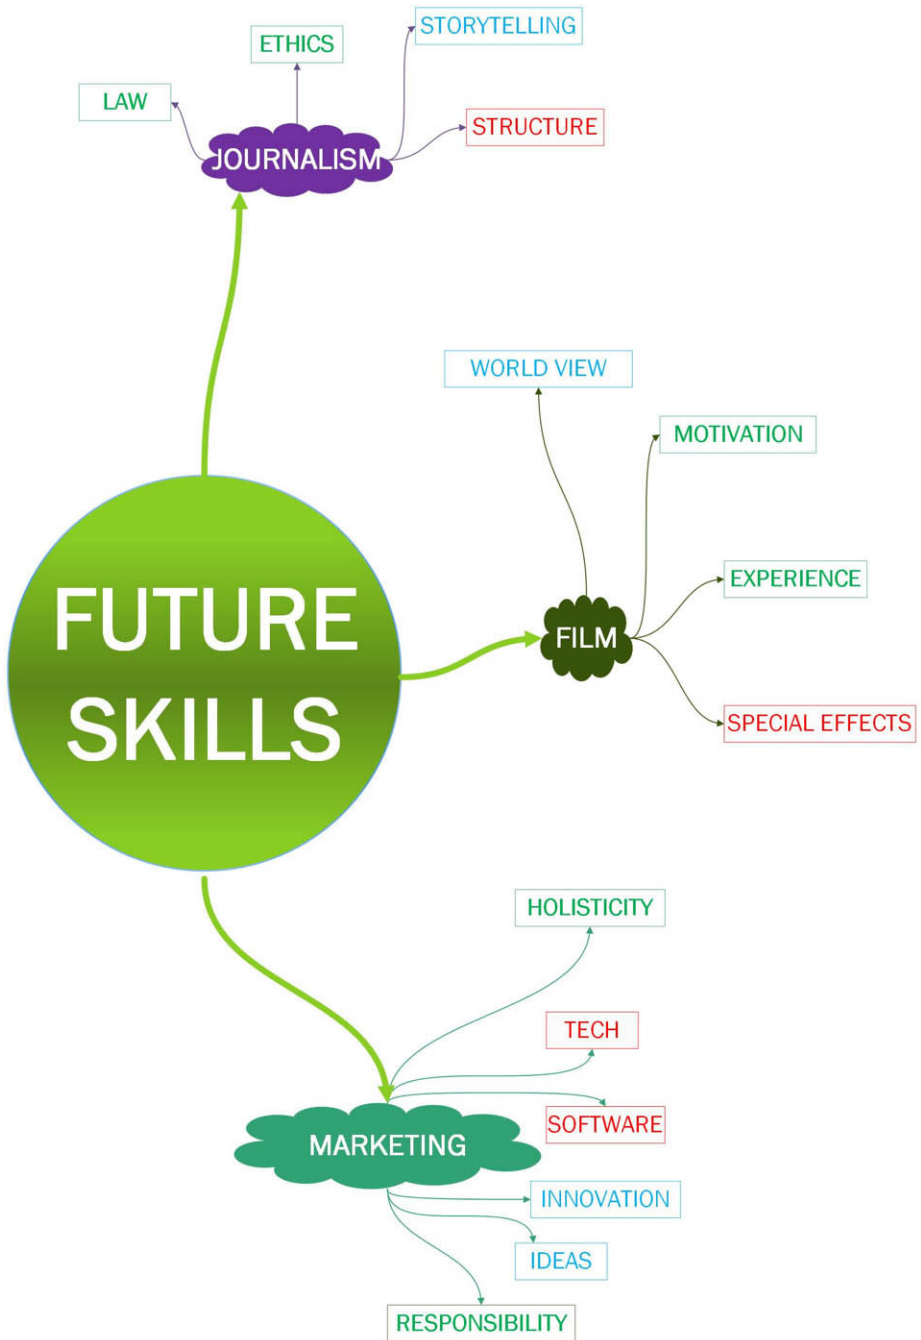 STORYTELLING
ETHICS
LAW
STRUCTURE
JOURNALISM
WORLD VIEW
MOTIVATION
EXPERIENCE
FUTURE
SKILLS
FILM
SPECIAL EFFECTS
HOLISTICITY
TECH
SOFTWARE
MARKETING
INNOVATION
IDEAS
RESPONSIBILITY